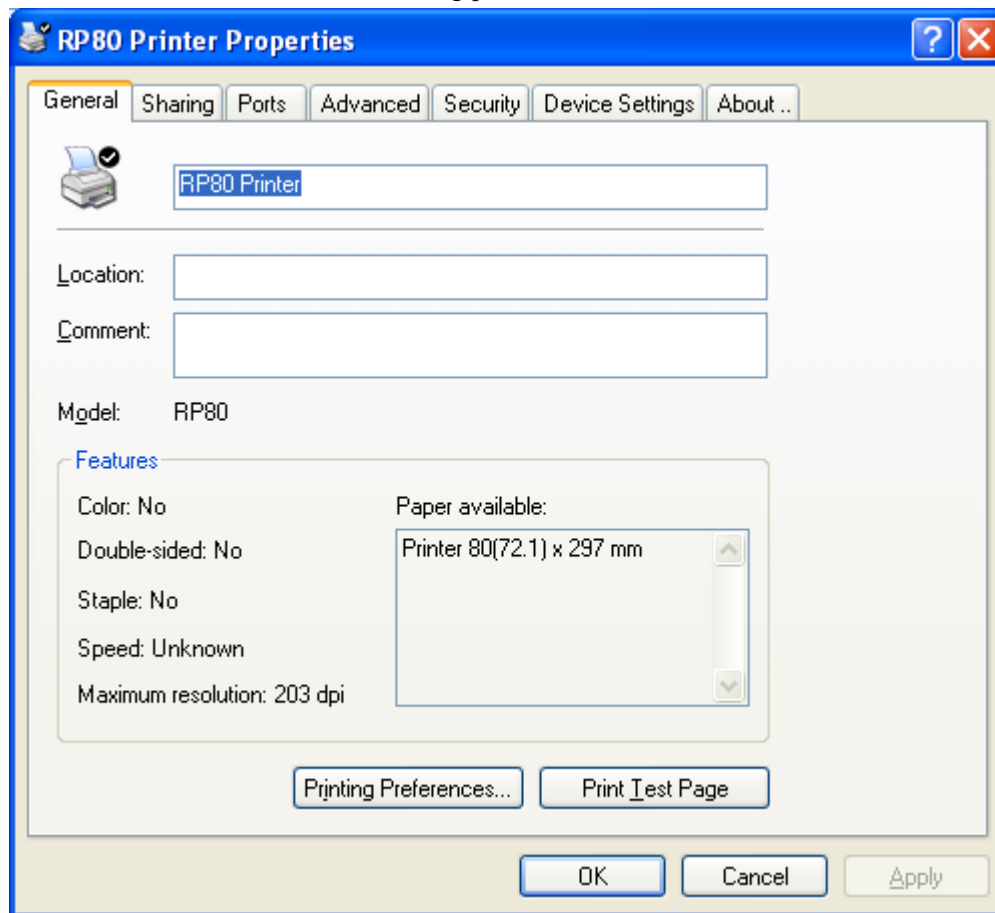 RP80 Printer Properties
General Sharing Ports Advanced Security Device Settings About ..
RP80 Printer
Location:
Comment:
Model: RP80
Features
Color: No
Paper available:
Double-sided: No
Printer 80(72.1) x 297 mm
Staple: No
Speed: Unknown
Maximum resolution: 203 dpi
Printing Preferences... Print Test Page
OK Cancel Apply